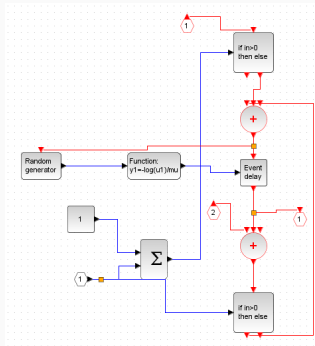 1
if in>0
then else
+
Random
generator
Function:
y1=-log(u1)/mu
Event
delay
1
2
1
+
Σ
1
if in>0
then else